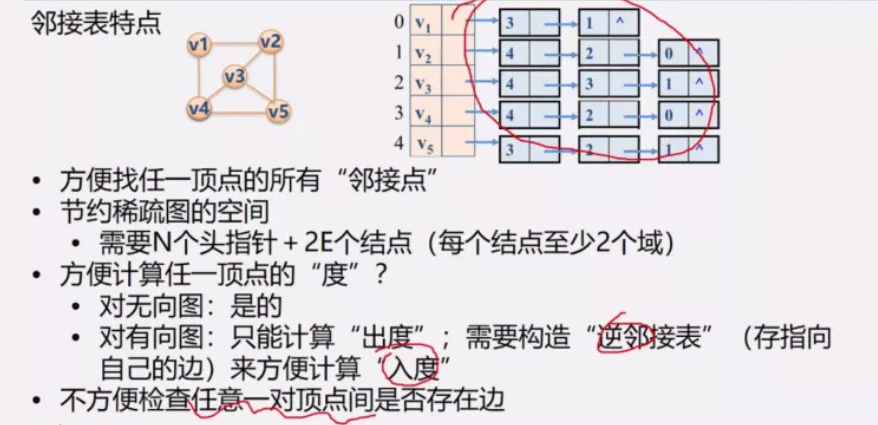 邻接表特点
v1 v2
v3
v4 v5
0 v1 3 1 ^
1 v2 4 2 0 ^
2 v3 4 3 1 ^
3 v4 4 2 0 ^
4 v5 3 2 1 ^
• 方便找任一顶点的所有“邻接点”
• 节约稀疏图的空间
• 需要N个头指针＋2E个结点（每个结点至少2个域）
• 方便计算任一顶点的“度”？
• 对无向图：是的
• 对有向图：只能计算“出度”；需要构造“逆邻接表”（存指向
自己的边）来方便计算“入度”
• 不方便检查任意一对顶点间是否存在边